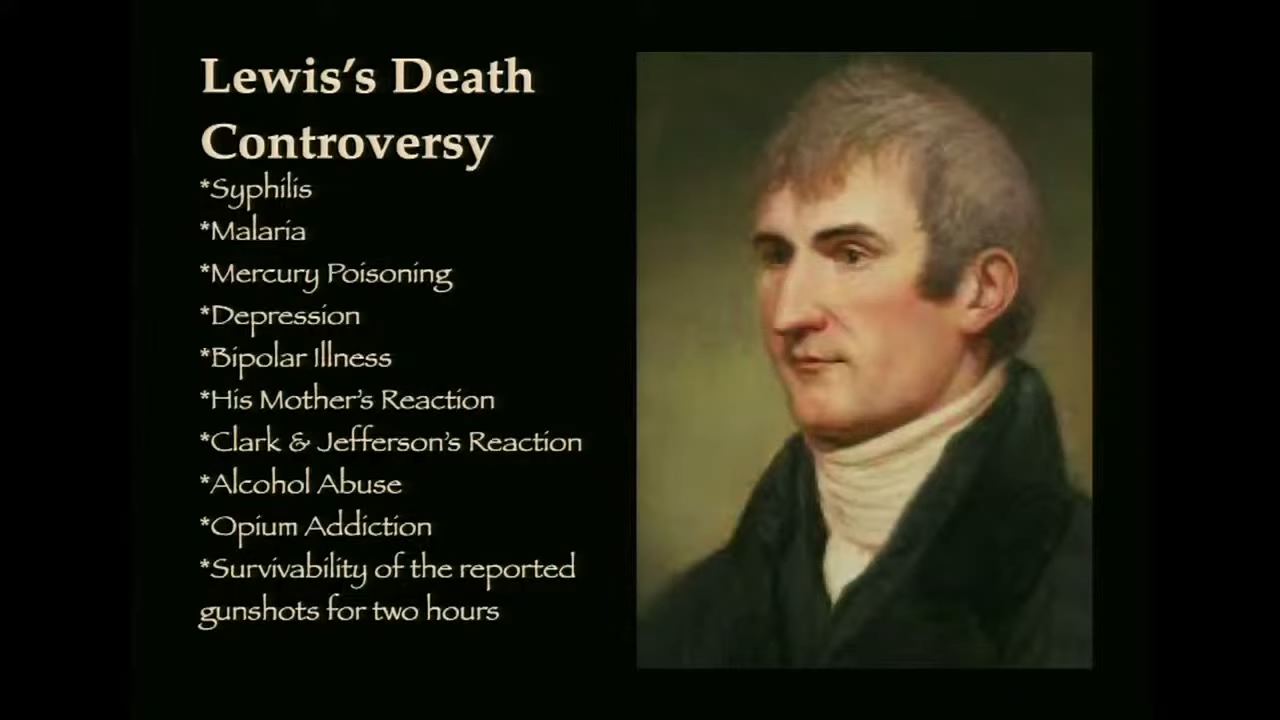 Lewis's Death
Controversy
*Syphilis
*Malaria
*Mercury Poisoning
*Depression
*Bipolar Illness
*His Mother's Reaction
*Clark & Jefferson's Reaction
*Alcohol Abuse
*Opium Addiction
*Survivability of the reported
gunshots for two hours